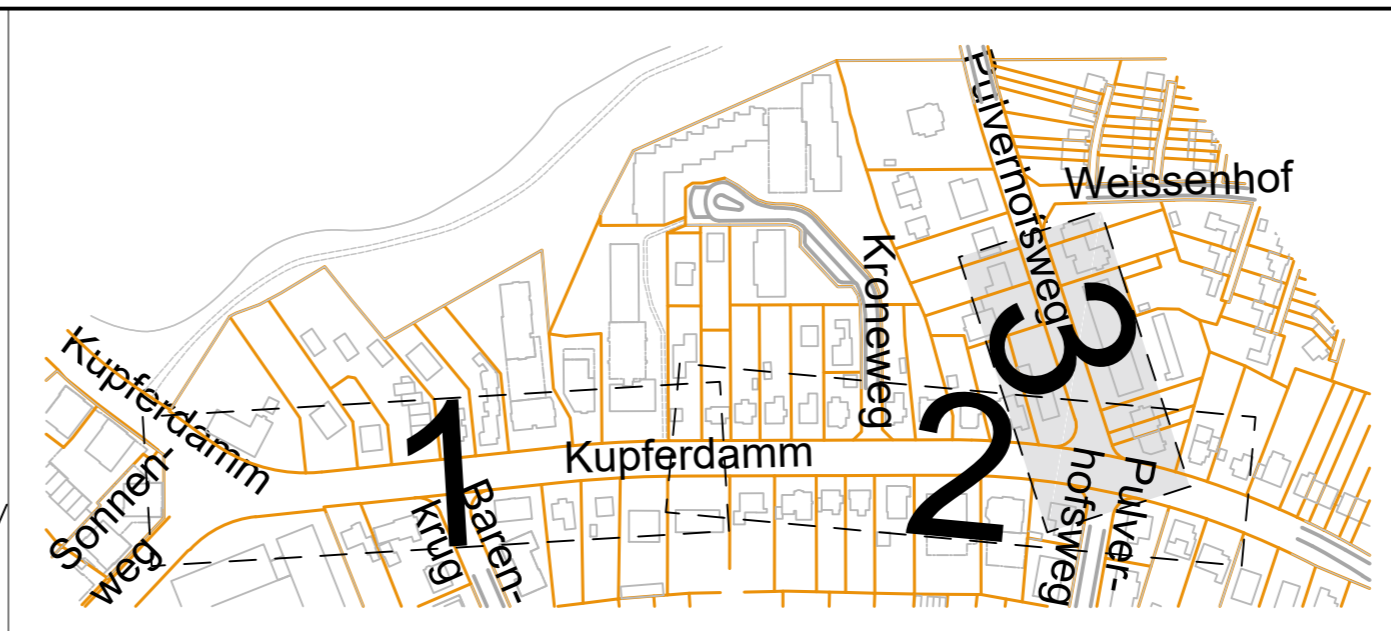 Pulverhofsweg
Weissenhof
Kroneweg
3
Kupferdamm
1
Kupferdamm
2
Sonnen-
weg
Baren-
krug
Pulver-
hofsweg